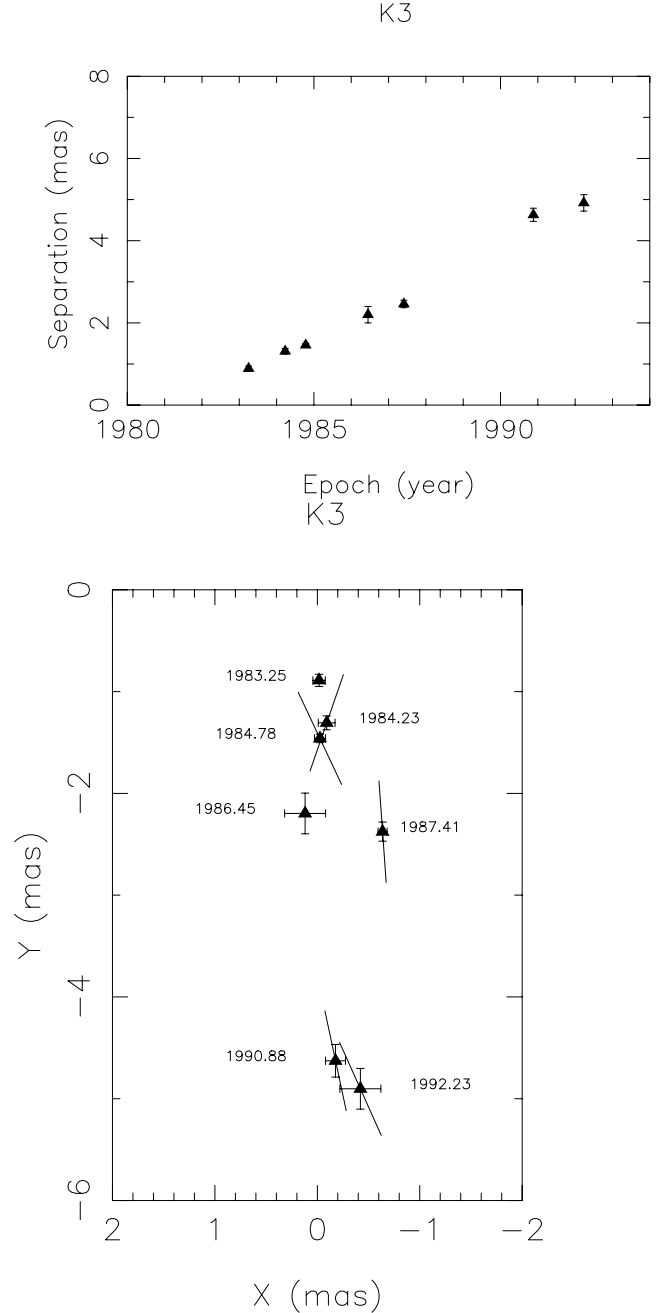 K3
8
6
4
2
0
Separation (mas)
1980 1985 1990
Epoch (year)
K3
0
−2
−4
−6
Y (mas)
1983.25
1984.23
1984.78
1986.45
1987.41
1990.88
1992.23
2 1 0 −1 −2
X (mas)